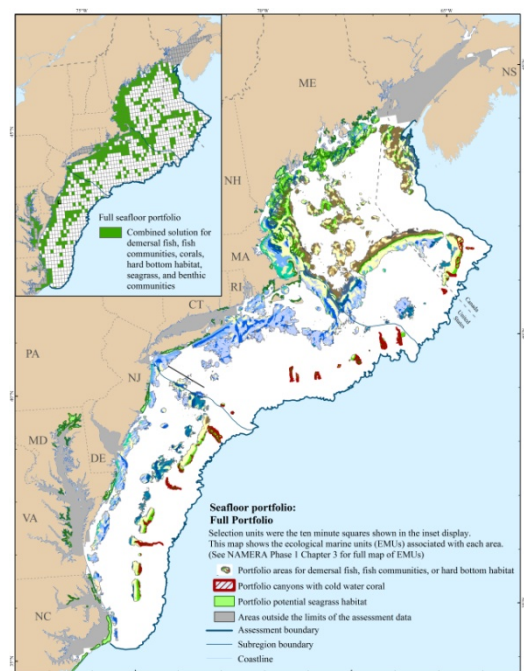 ME
NS
NH
MA
RI
CT
PA
NJ
MD
DE
VA
NC
Full seafloor portfolio
Combined solution for
demersal fish, fish
communities, corals,
hard bottom habitat,
seagrass, and benthic
communities
Canada
United
States
Seafloor portfolio:
Full Portfolio
Selection units were the ten minute squares shown in the inset display.
This map shows the ecological marine units (EMUs) associated with each area.
(See NAMERA Phase 1 Chapter 3 for full map of EMUs)
Portfolio areas for demersal fish, fish communities, or hard bottom habitat
Portfolio canyons with cold water coral
Portfolio potential seagrass habitat
Areas outside the limits of the assessment data
Assessment boundary
Subregion boundary
Coastline